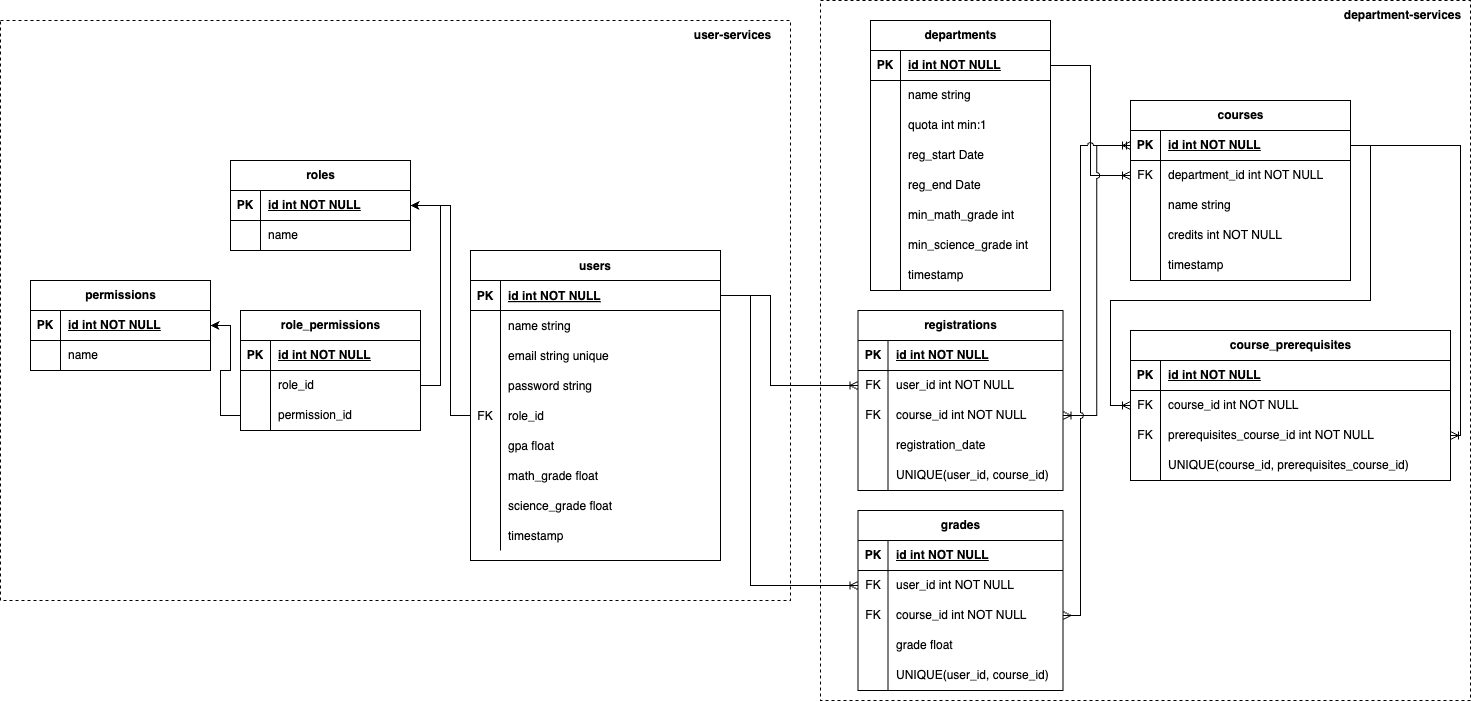 user-services
roles
PK id int NOT NULL
name
permissions
PK id int NOT NULL
name
role_permissions
PK id int NOT NULL
role_id
permission_id
users
PK id int NOT NULL
name string
email string unique
password string
FK role_id
gpa float
math_grade float
science_grade float
timestamp
department-services
departments
PK id int NOT NULL
name string
quota int min:1
reg_start Date
reg_end Date
min_math_grade int
min_science_grade int
timestamp
courses
PK id int NOT NULL
FK department_id int NOT NULL
name string
credits int NOT NULL
timestamp
registrations
PK id int NOT NULL
FK user_id int NOT NULL
FK course_id int NOT NULL
registration_date
UNIQUE(user_id, course_id)
course_prerequisites
PK id int NOT NULL
FK course_id int NOT NULL
FK prerequisites_course_id int NOT NULL
UNIQUE(course_id, prerequisites_course_id)
grades
PK id int NOT NULL
FK user_id int NOT NULL
FK course_id int NOT NULL
grade float
UNIQUE(user_id, course_id)